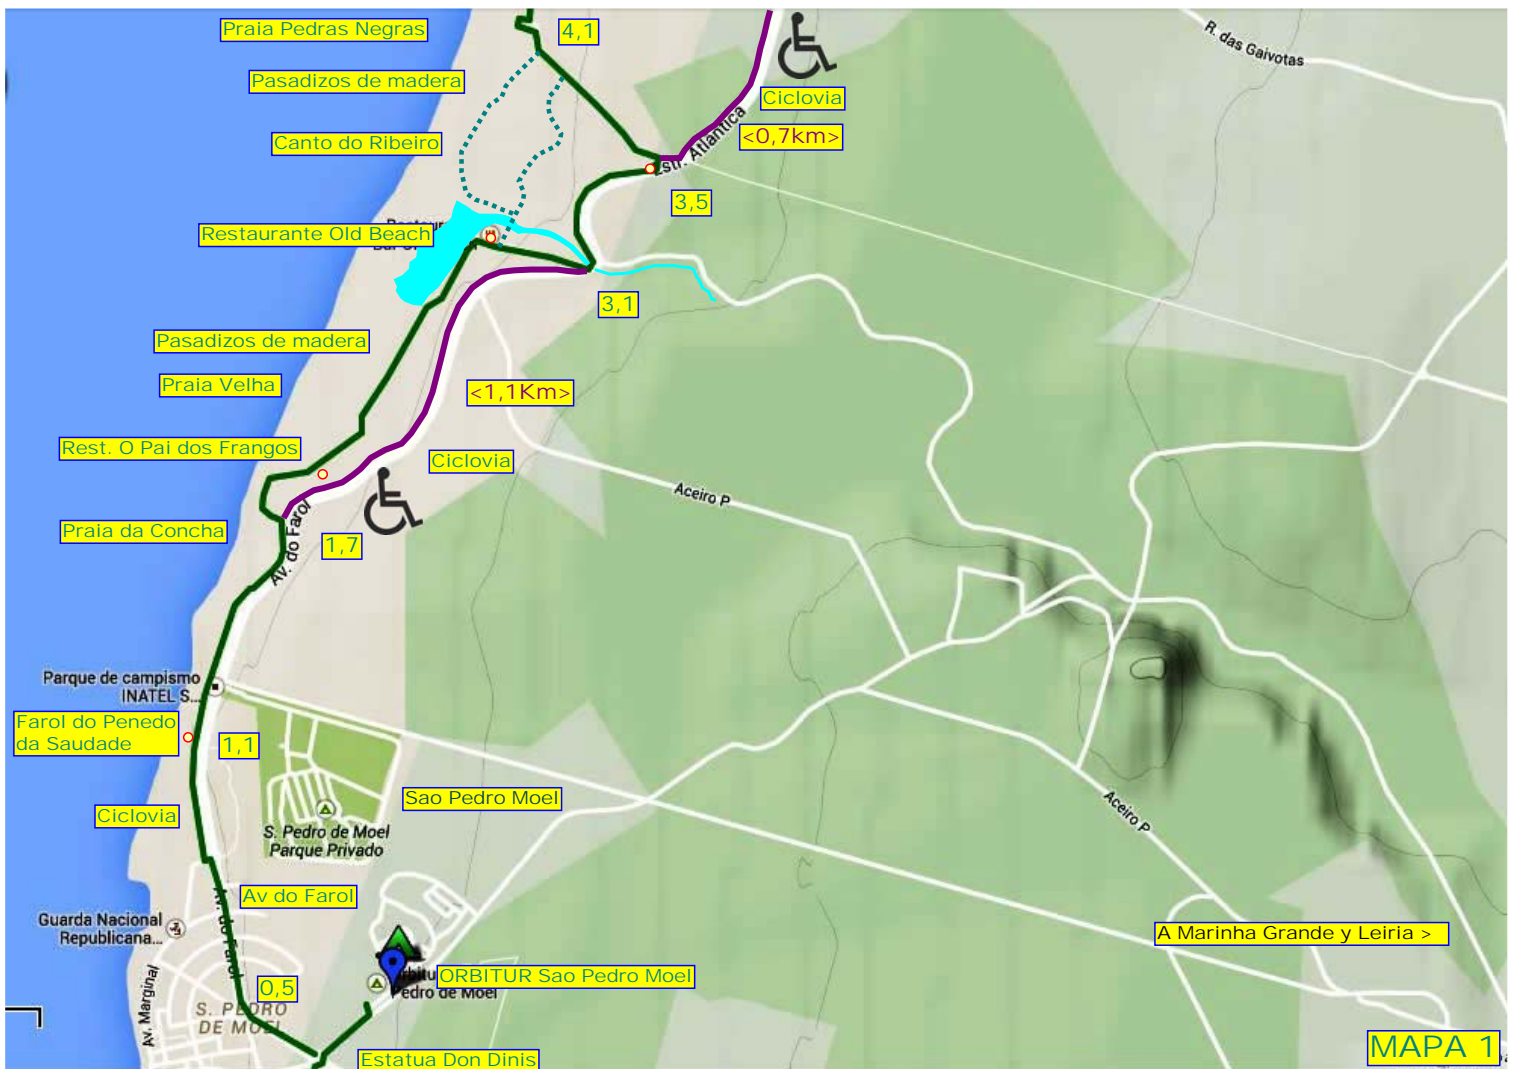 Praia Pedras Negras
4,1
R. das Gaivotas
Pasadizos de madera
Ciclovia
<0,7km>
Canto do Ribeiro
Estr. Atlantica
3,5
Restaurante Old Beach
3,1
Pasadizos de madera
Praia Velha
<1,1Km>
Rest. O Pai dos Frangos
Ciclovia
Aceiro P
Praia da Concha
1,7
Av. do Farol
Parque de campismo
INATEL S...
Farol do Penedo
da Saudade
1,1
Sao Pedro Moel
Ciclovia
Aceiro P
S. Pedro de Moel
Parque Privado
Av do Farol
Av. do Farol
Guarda Nacional
Republicana...
A Marinha Grande y Leiria >
ORBITUR Sao Pedro Moel
Pedro de Moel
0,5
Av. Marginal
S. PEDRO
DE MOEL
Estatua Don Dinis
MAPA 1